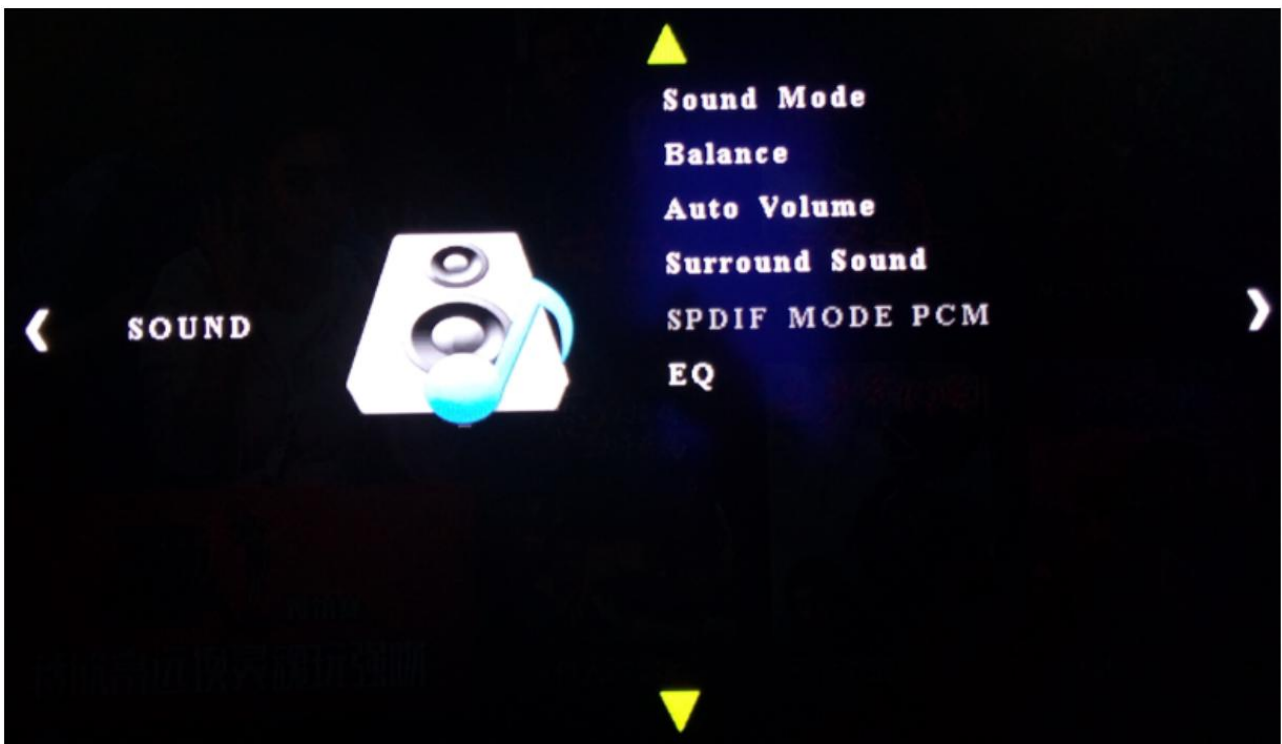 Sound Mode
Balance
Auto Volume
Surround Sound
SOUND
SPDIF MODE PCM
EQ